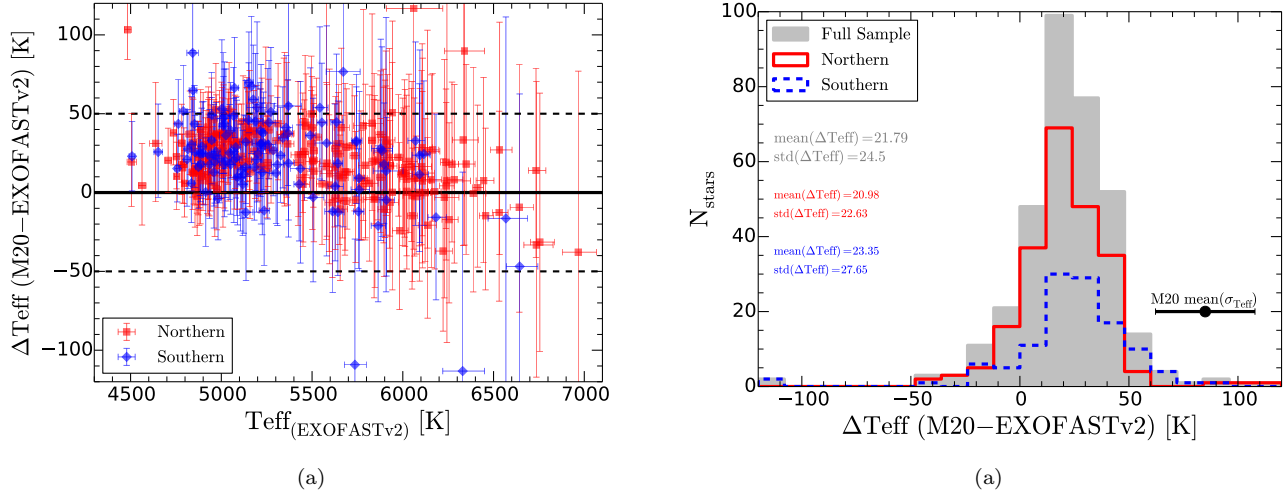 100
50
0
−50
−100
ΔTeff (M20−EXOFASTv2) [K]
Northern
Southern
4500 5000 5500 6000 6500 7000
Teff(EXOFASTv2) [K]
(a)
100
80
60
40
20
0
Nstars
Full Sample
Northern
Southern
mean(ΔTeff) =21.79
std(ΔTeff) =24.5
mean(ΔTeff) =20.98
std(ΔTeff) =22.63
mean(ΔTeff) =23.35
std(ΔTeff) =27.65
M20 mean(σTeff)
−100 −50 0 50 100
ΔTeff (M20−EXOFASTv2) [K]
(a)